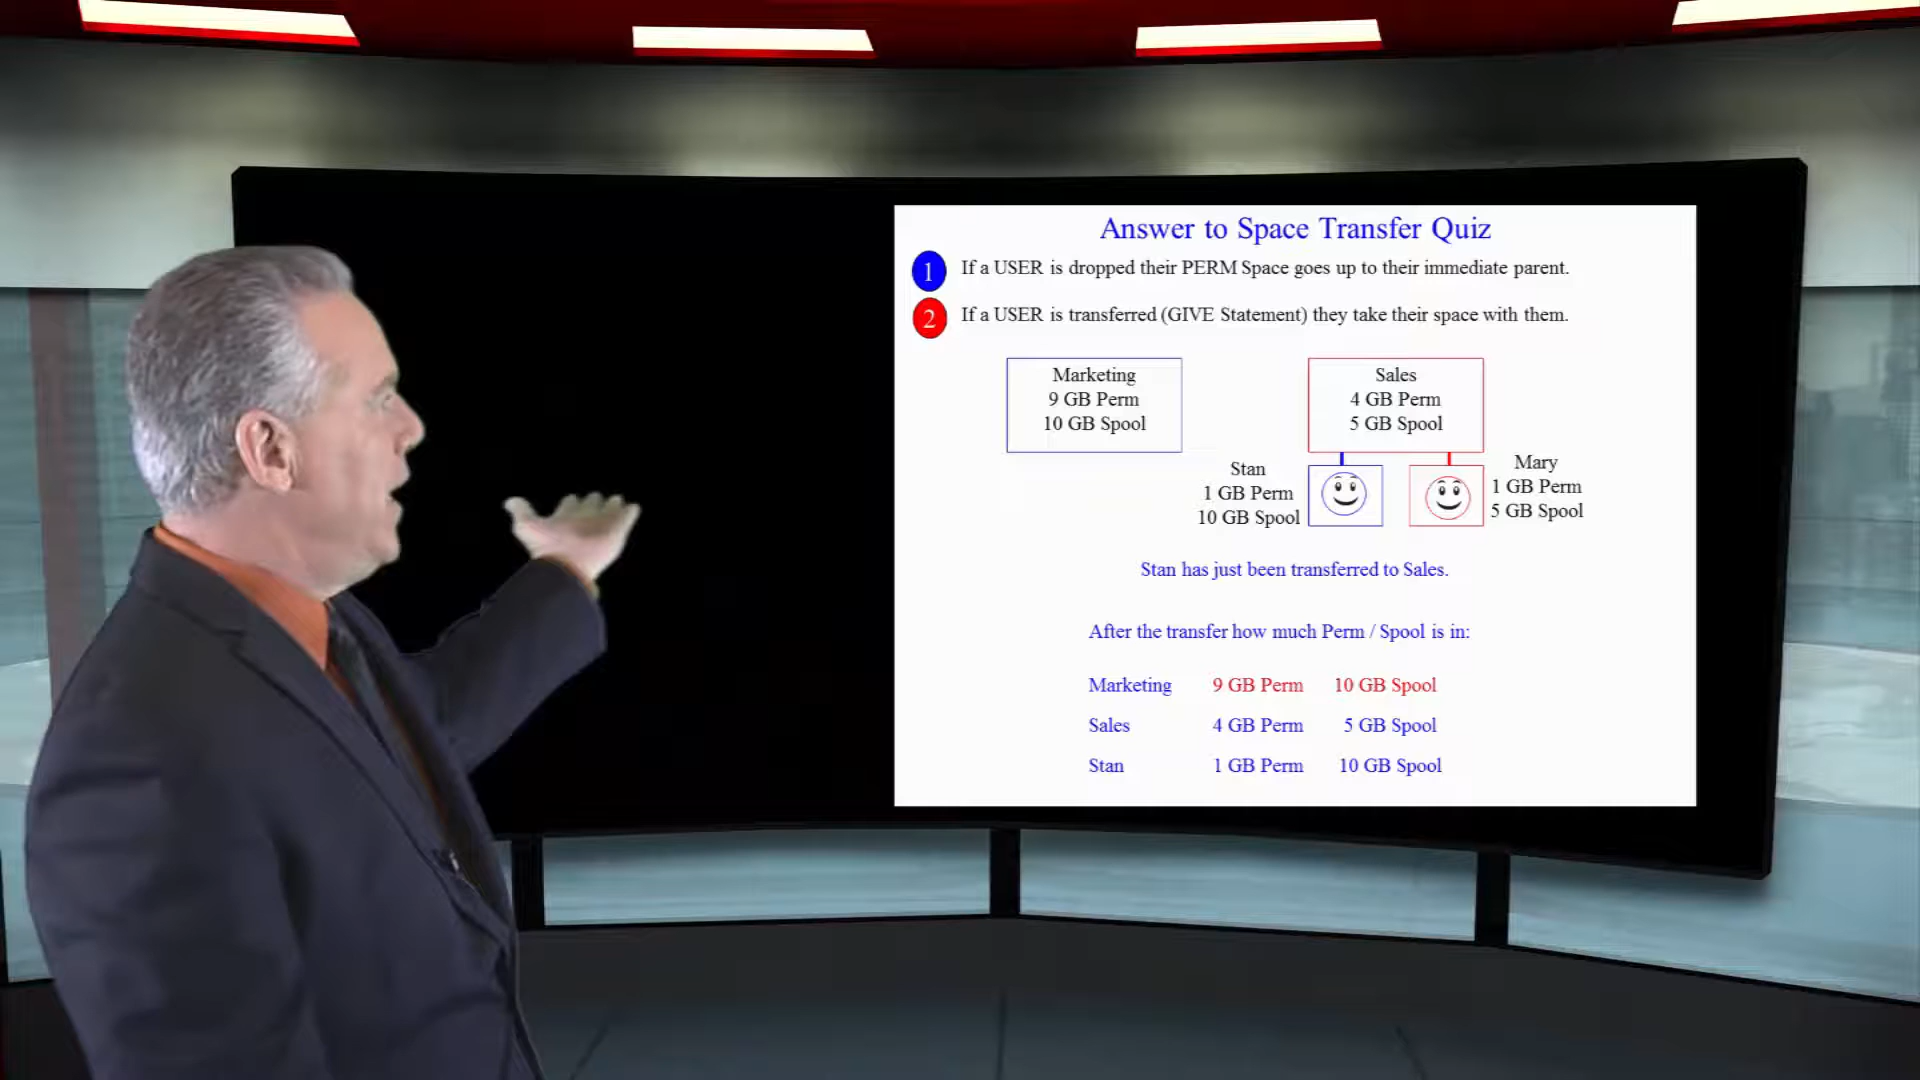 Answer to Space Transfer Quiz
1 If a USER is dropped their PERM Space goes up to their immediate parent.
2 If a USER is transferred (GIVE Statement) they take their space with them.
Marketing
9 GB Perm
10 GB Spool
Sales
4 GB Perm
5 GB Spool
Stan
1 GB Perm
10 GB Spool
Mary
1 GB Perm
5 GB Spool
Stan has just been transferred to Sales.
After the transfer how much Perm / Spool is in:
Marketing 9 GB Perm 10 GB Spool
Sales 4 GB Perm 5 GB Spool
Stan 1 GB Perm 10 GB Spool